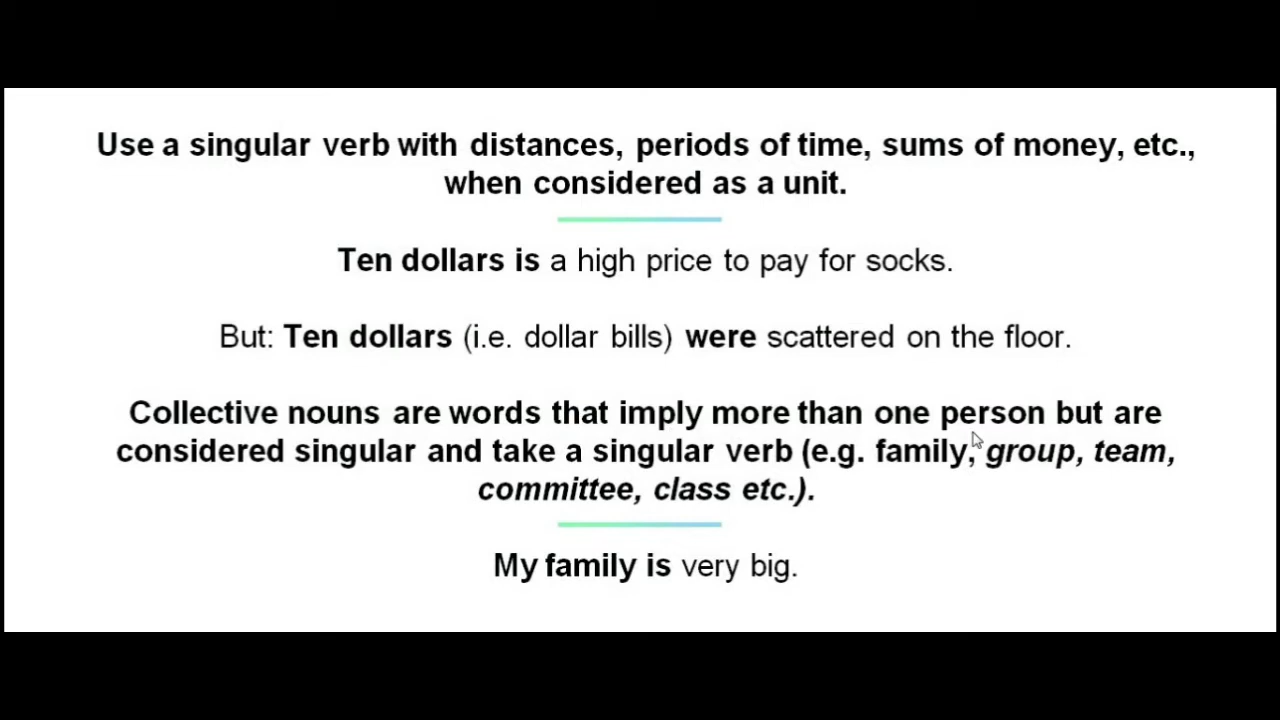 Use a singular verb with distances, periods of time, sums of money, etc.,
when considered as a unit.
Ten dollars is a high price to pay for socks.
But: Ten dollars (i.e. dollar bills) were scattered on the floor.
Collective nouns are words that imply more than one person but are
considered singular and take a singular verb (e.g. family, group, team,
committee, class etc.).
My family is very big.